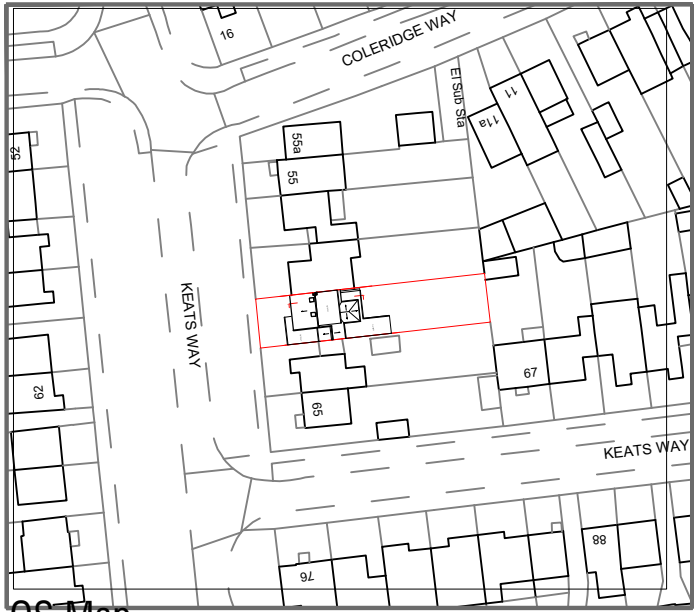 16
COLERIDGE WAY
El Sub Sta
11
11a
55a
52
55
KEATS WAY
67
62
65
KEATS WAY
88
76
OS Map